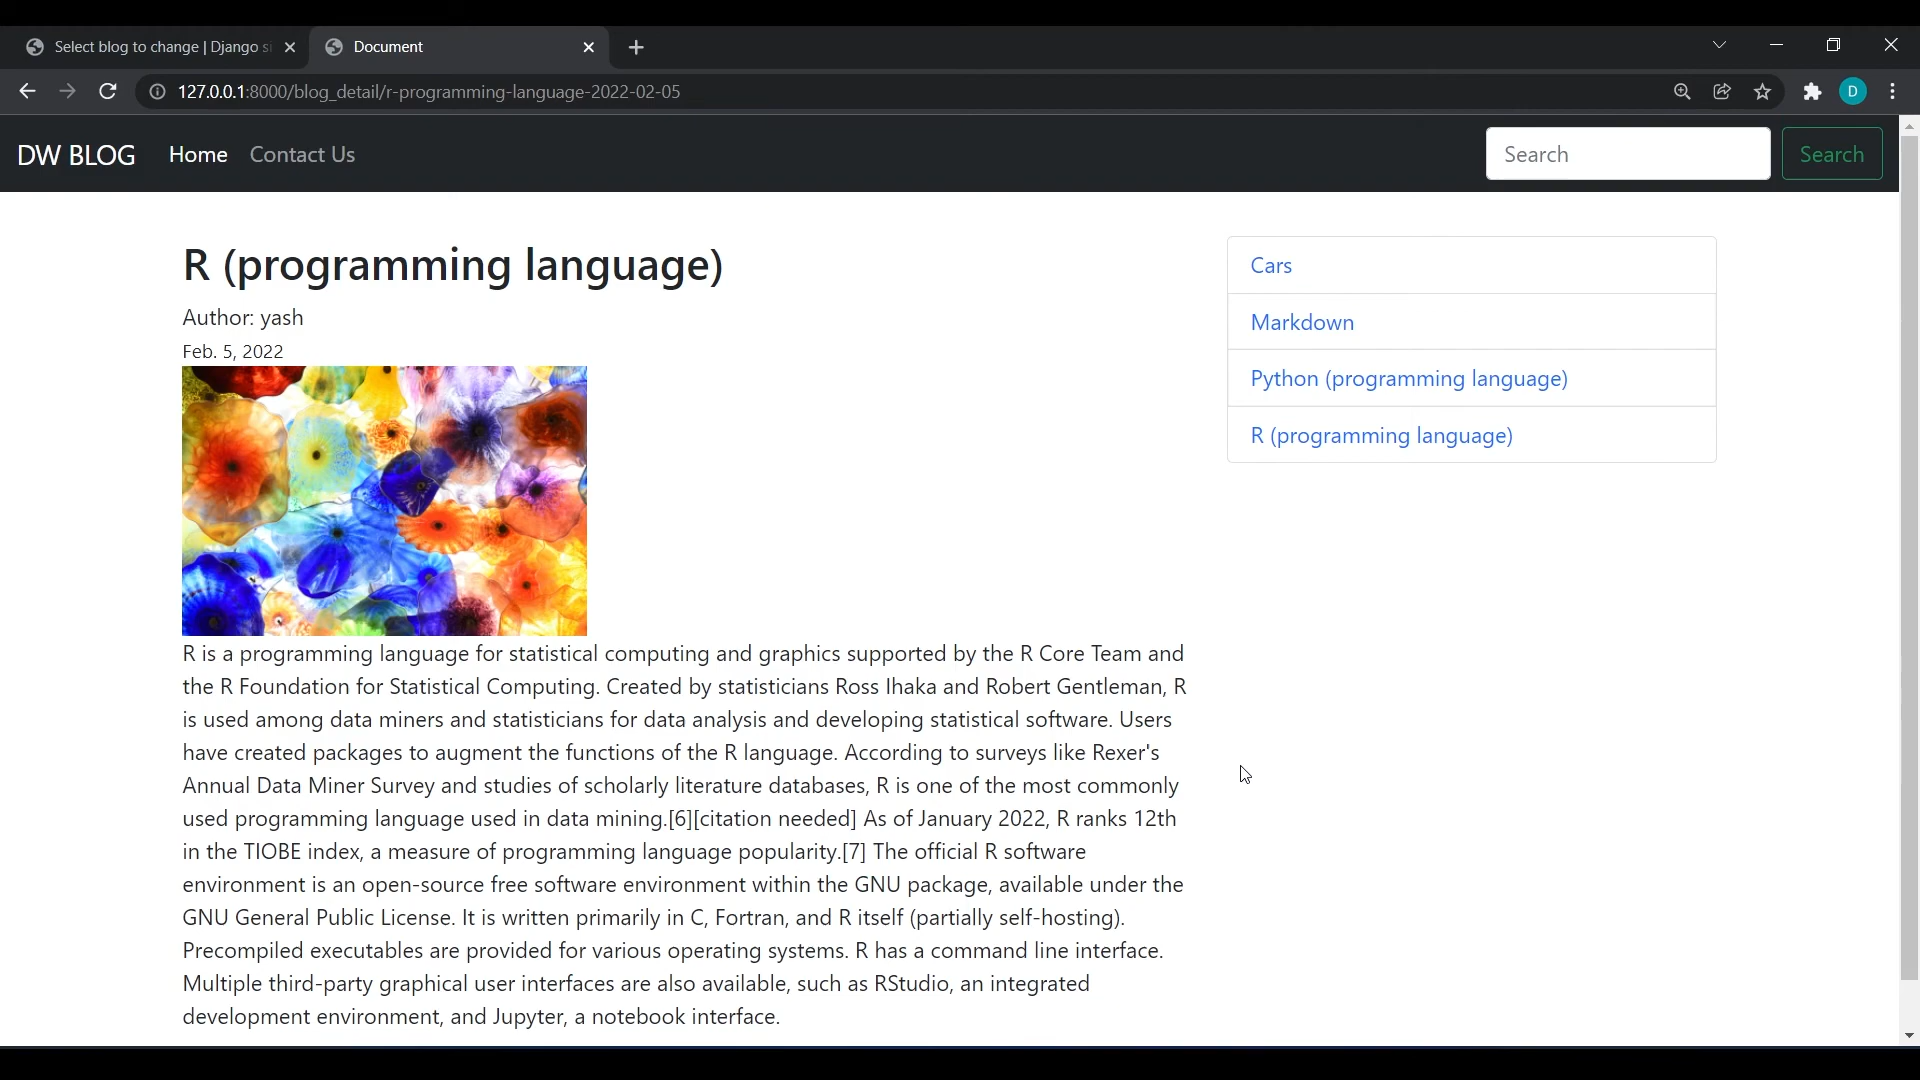 Select blog to change | Django si
Document
127.0.0.1:8000/blog_detail/r-programming-language-2022-02-05
D
DW BLOG
Home
Contact Us
Search
Search
R (programming language)
Author: yash
Feb. 5, 2022
R is a programming language for statistical computing and graphics supported by the R Core Team and
the R Foundation for Statistical Computing. Created by statisticians Ross Ihaka and Robert Gentleman, R
is used among data miners and statisticians for data analysis and developing statistical software. Users
have created packages to augment the functions of the R language. According to surveys like Rexer's
Annual Data Miner Survey and studies of scholarly literature databases, R is one of the most commonly
used programming language used in data mining.[6][citation needed] As of January 2022, R ranks 12th
in the TIOBE index, a measure of programming language popularity.[7] The official R software
environment is an open-source free software environment within the GNU package, available under the
GNU General Public License. It is written primarily in C, Fortran, and R itself (partially self-hosting).
Precompiled executables are provided for various operating systems. R has a command line interface.
Multiple third-party graphical user interfaces are also available, such as RStudio, an integrated
development environment, and Jupyter, a notebook interface.
Cars
Markdown
Python (programming language)
R (programming language)